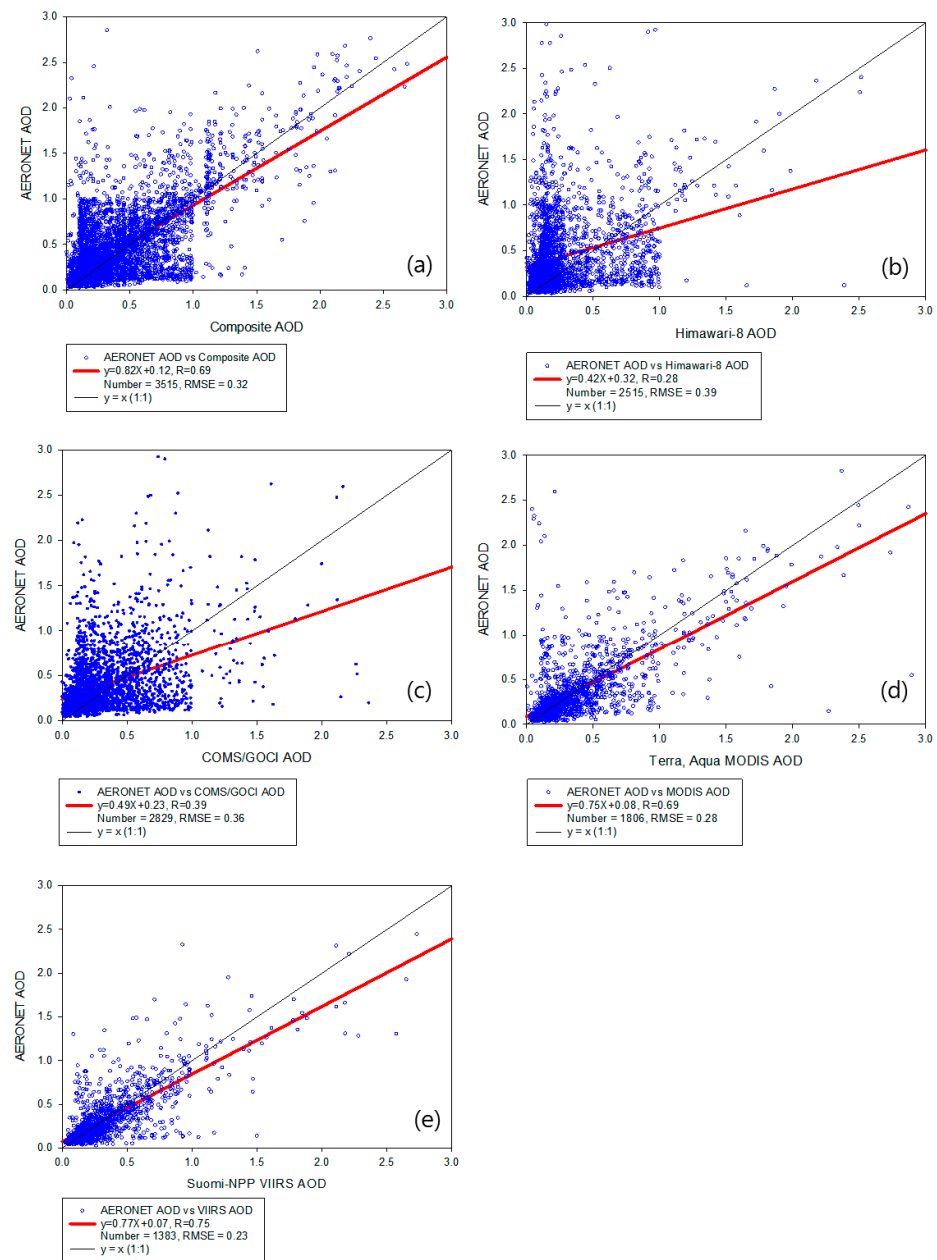 3.0
2.5
2.0
1.5
1.0
0.5
0.0
AERONET AOD
(a)
0.0 0.5 1.0 1.5 2.0 2.5 3.0
Composite AOD
AERONET AOD vs Composite AOD
y=0.82X+0.12, R=0.69
Number = 3515, RMSE = 0.32
y = x (1:1)
3.0
2.5
2.0
1.5
1.0
0.5
0.0
AERONET AOD
(b)
0.0 0.5 1.0 1.5 2.0 2.5 3.0
Himawari-8 AOD
AERONET AOD vs Himawari-8 AOD
y=0.42X+0.32, R=0.28
Number = 2515, RMSE = 0.39
y = x (1:1)
3.0
2.5
2.0
1.5
1.0
0.5
0.0
AERONET AOD
(c)
0.0 0.5 1.0 1.5 2.0 2.5 3.0
COMS/GOCI AOD
AERONET AOD vs COMS/GOCI AOD
y=0.49X+0.23, R=0.39
Number = 2829, RMSE = 0.36
y = x (1:1)
3.0
2.5
2.0
1.5
1.0
0.5
0.0
AERONET AOD
(d)
0.0 0.5 1.0 1.5 2.0 2.5 3.0
Terra, Aqua MODIS AOD
AERONET AOD vs MODIS AOD
y=0.75X+0.08, R=0.69
Number = 1806, RMSE = 0.28
y = x (1:1)
3.0
2.5
2.0
1.5
1.0
0.5
0.0
AERONET AOD
(e)
0.0 0.5 1.0 1.5 2.0 2.5 3.0
Suomi-NPP VIIRS AOD
AERONET AOD vs VIIRS AOD
y=0.77X+0.07, R=0.75
Number = 1383, RMSE = 0.23
y = x (1:1)